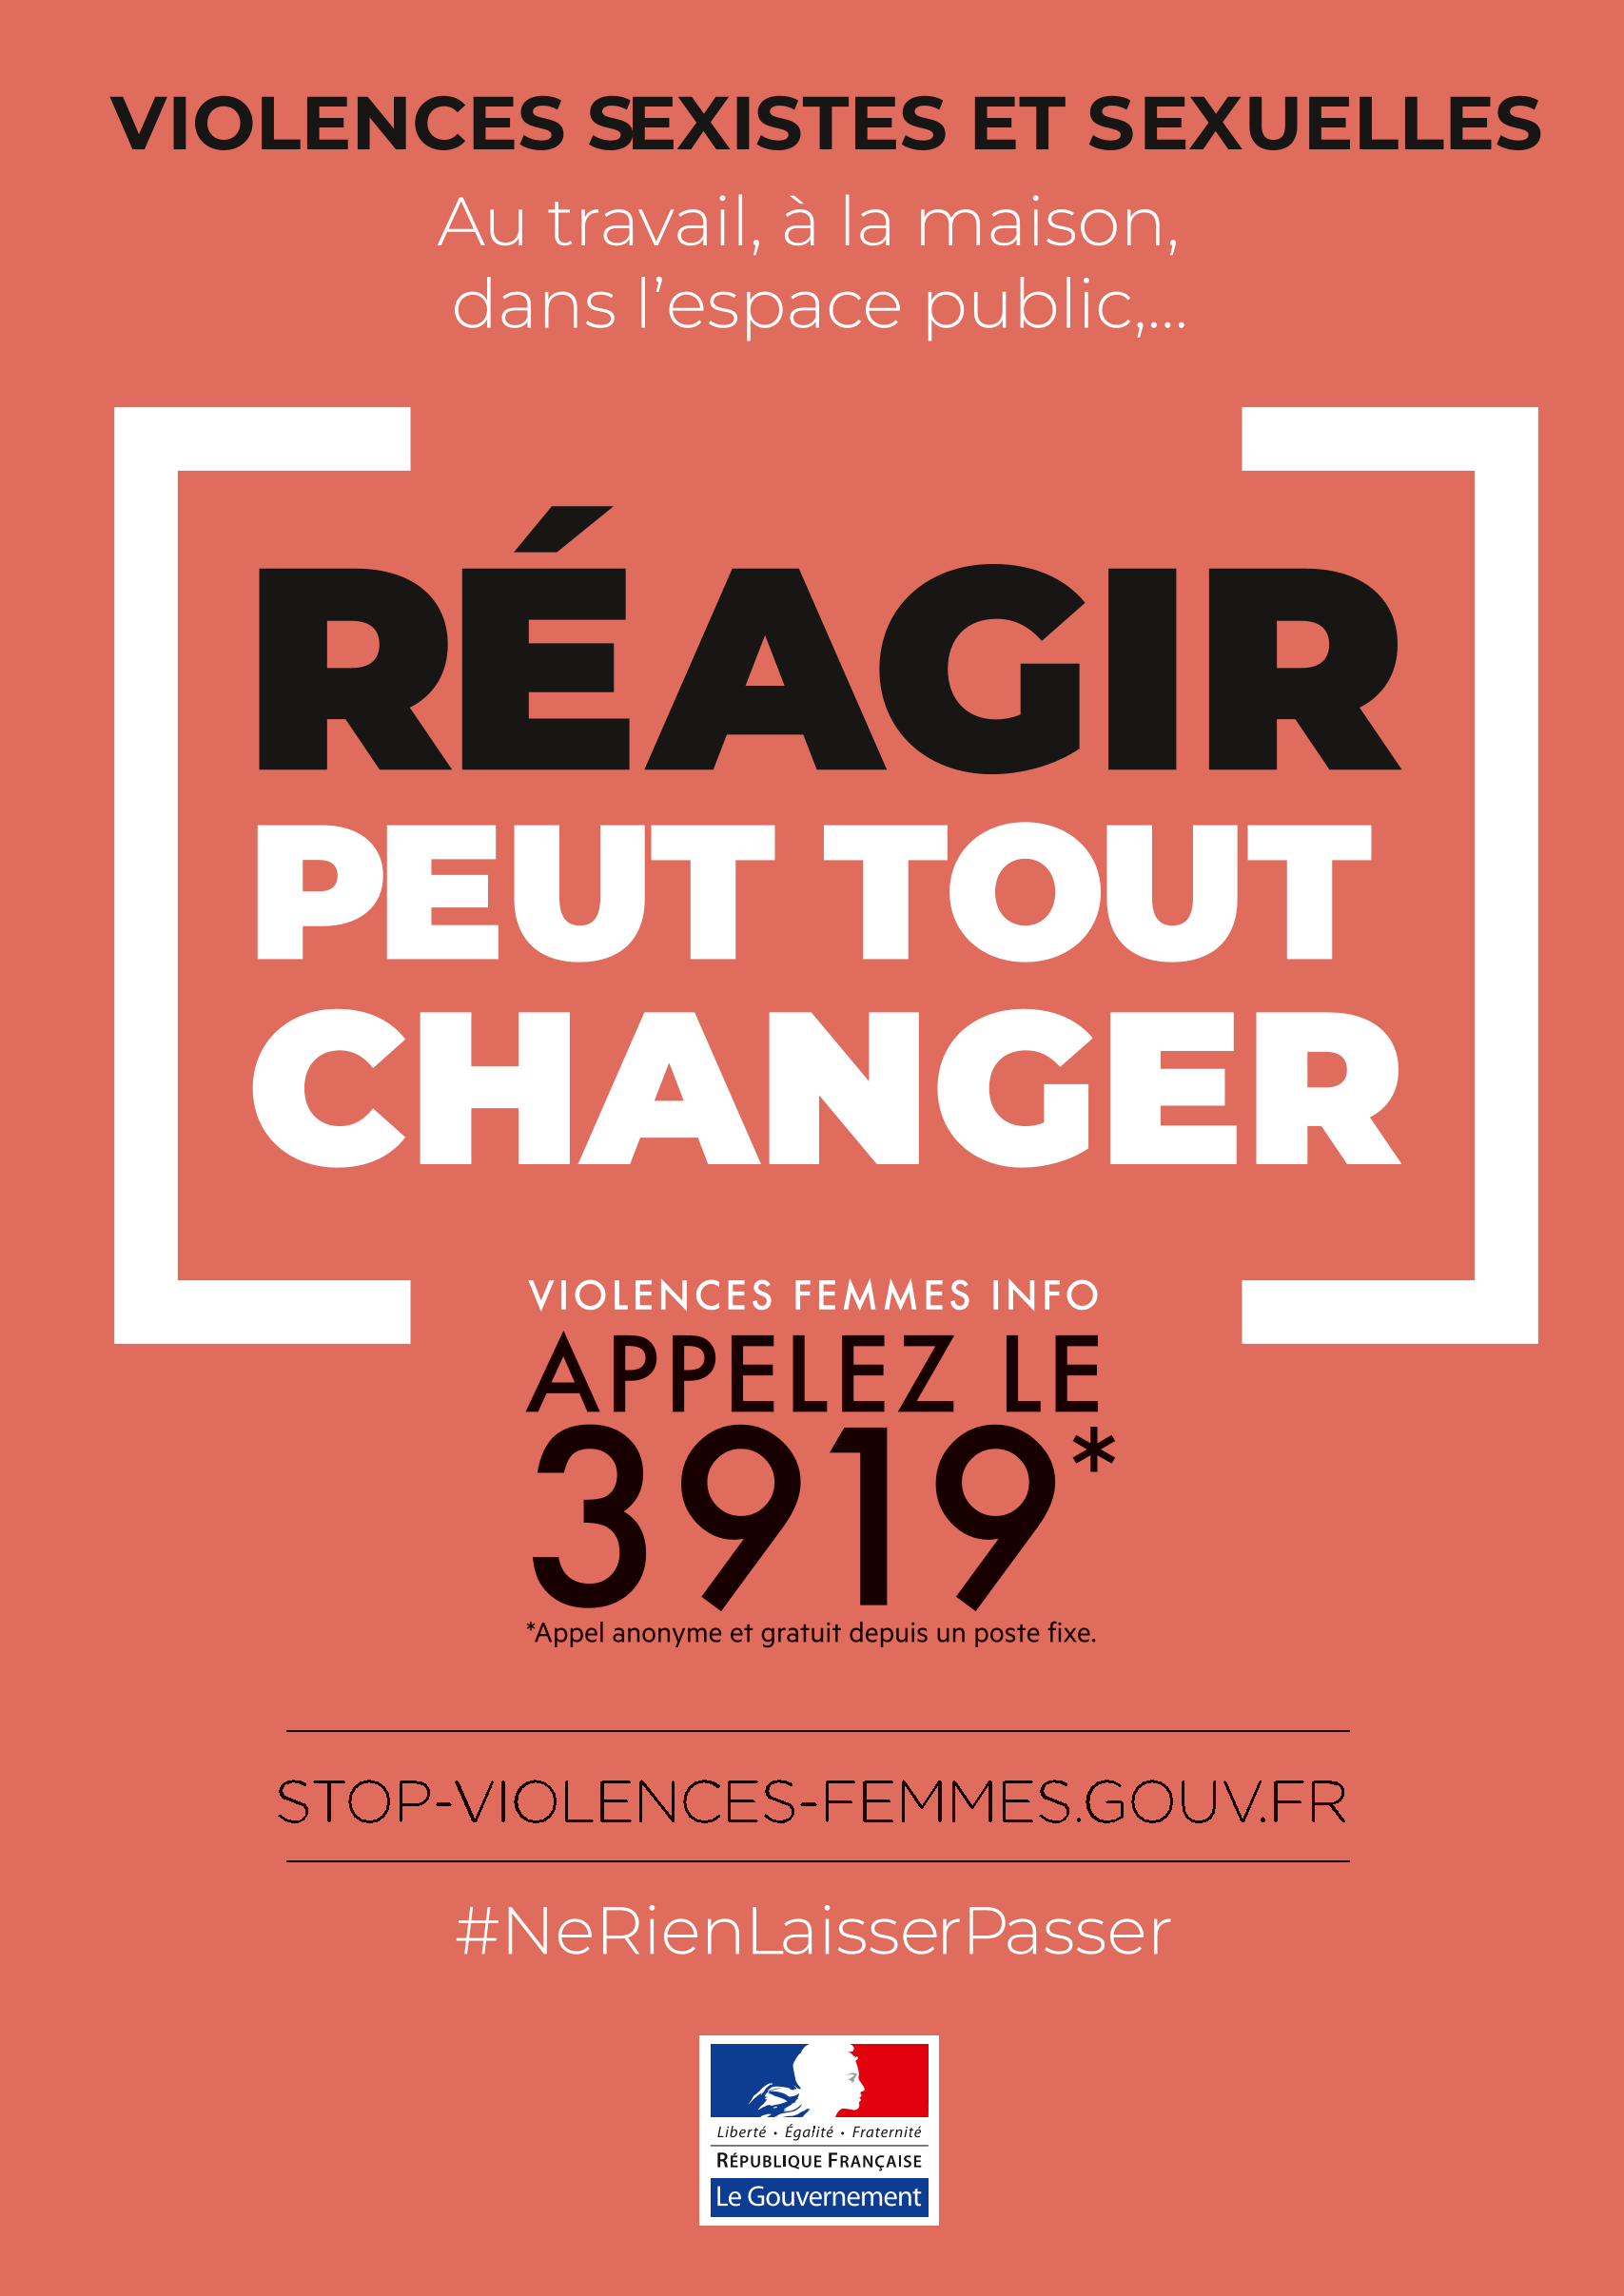 VIOLENCES SEXISTES ET SEXUELLES
Au travail, à la maison,
dans l’espace public,...
RÉAGIR
PEUT TOUT
CHANGER
VIOLENCES FEMMES INFO
APPELEZ LE
3919*
*Appel anonyme et gratuit depuis un poste fixe.
STOP-VIOLENCES-FEMMES.GOUV.FR
#NeRienLaisserPasser
Liberté • Égalité • Fraternité
RÉPUBLIQUE FRANÇAISE
Le Gouvernement